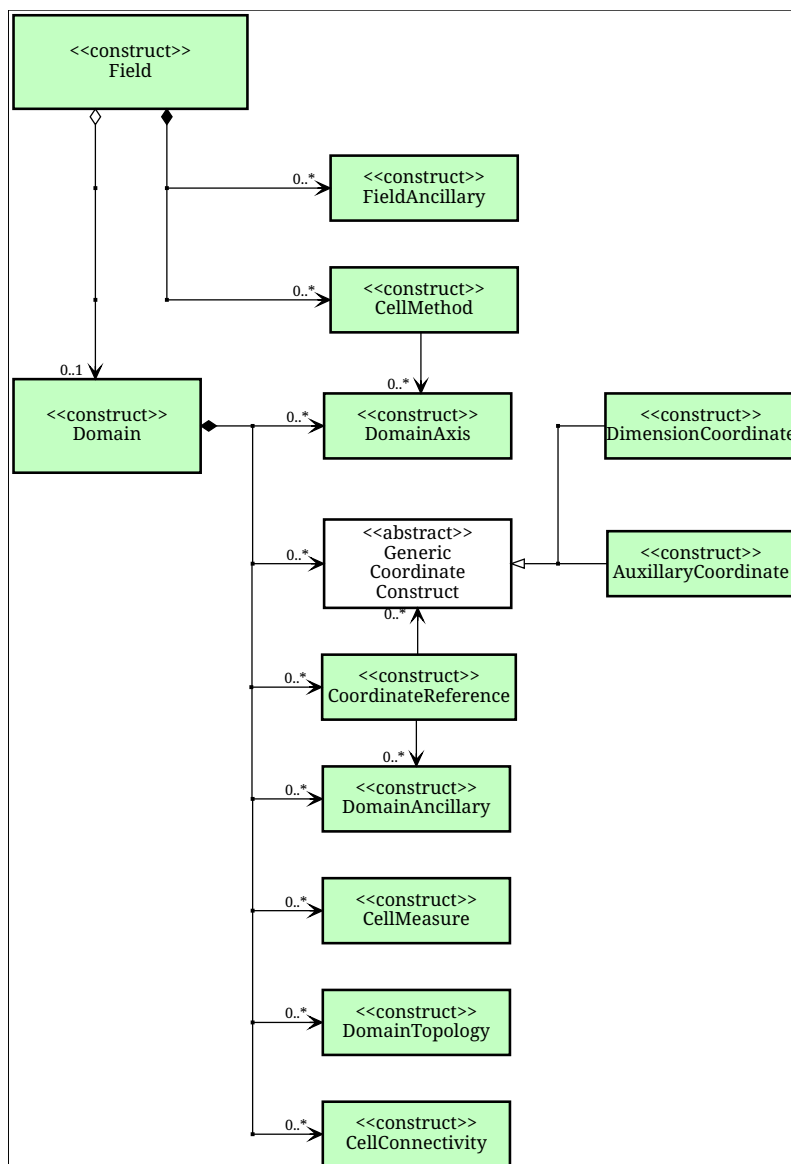 <<construct>>
Field
0..*
<<construct>>
FieldAncillary
0..*
<<construct>>
CellMethod
0..1
0..*
<<construct>>
Domain
0..*
<<construct>>
DomainAxis
<<construct>>
DimensionCoordinate
0..*
<<abstract>>
Generic
Coordinate
Construct
<<construct>>
AuxillaryCoordinate
0..*
0..*
<<construct>>
CoordinateReference
0..*
0..*
<<construct>>
DomainAncillary
0..*
<<construct>>
CellMeasure
0..*
<<construct>>
DomainTopology
0..*
<<construct>>
CellConnectivity